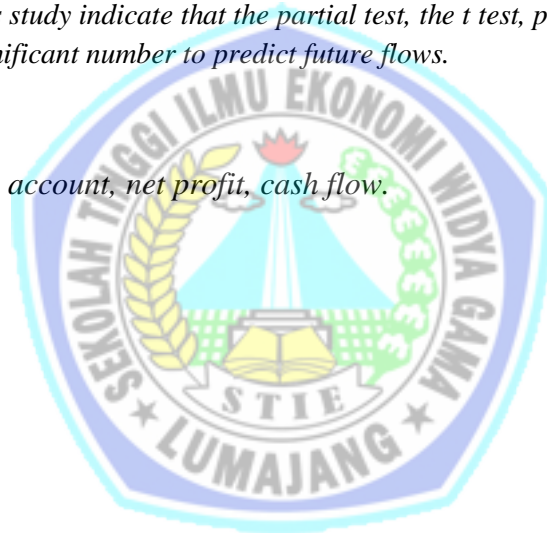 study indicate that the partial test, the t test, p
nificant number to predict future flows.
account, net profit, cash flow.
SEKOLAH TINGGI ILMU EKONOMI WIDYA GAMA
STIE
LUMAJANG